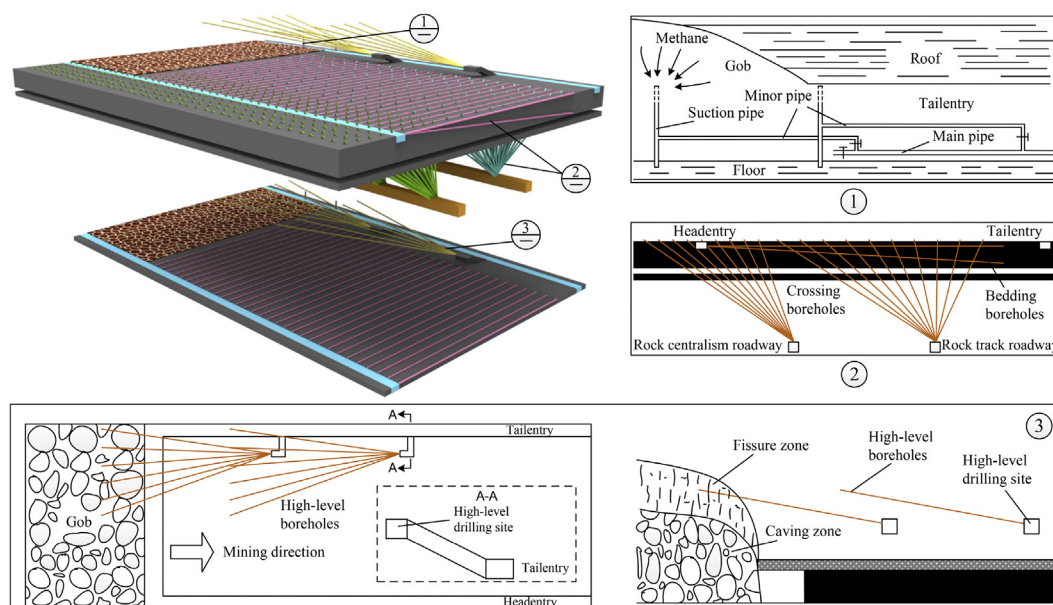 1
2
3
Methane
Gob
Roof
Suction pipe
Minor pipe
Tailentry
Main pipe
Floor
1
Headentry
Tailentry
Crossing
boreholes
Bedding
boreholes
Rock centralism roadway
Rock track roadway
2
A
Tailentry
A
Gob
High-level
boreholes
Mining direction
A-A
High-level
drilling site
Tailentry
Headentry
3
Fissure zone
High-level
boreholes
High-level
drilling site
Caving zone